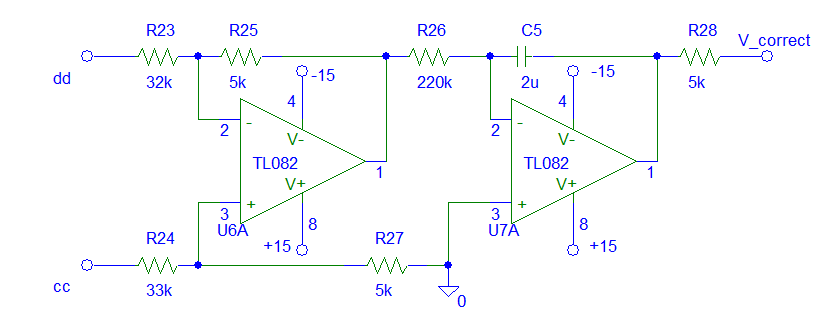 R23
R25
R26
C5
R28
V_correct
dd
32k
5k
-15
220k
2u
-15
5k
4
4
2
-
V-
2
-
V-
TL082
1
TL082
1
V+
V+
3
+
8
3
+
8
U6A
+15
U7A
+15
R24
R27
cc
33k
5k
0